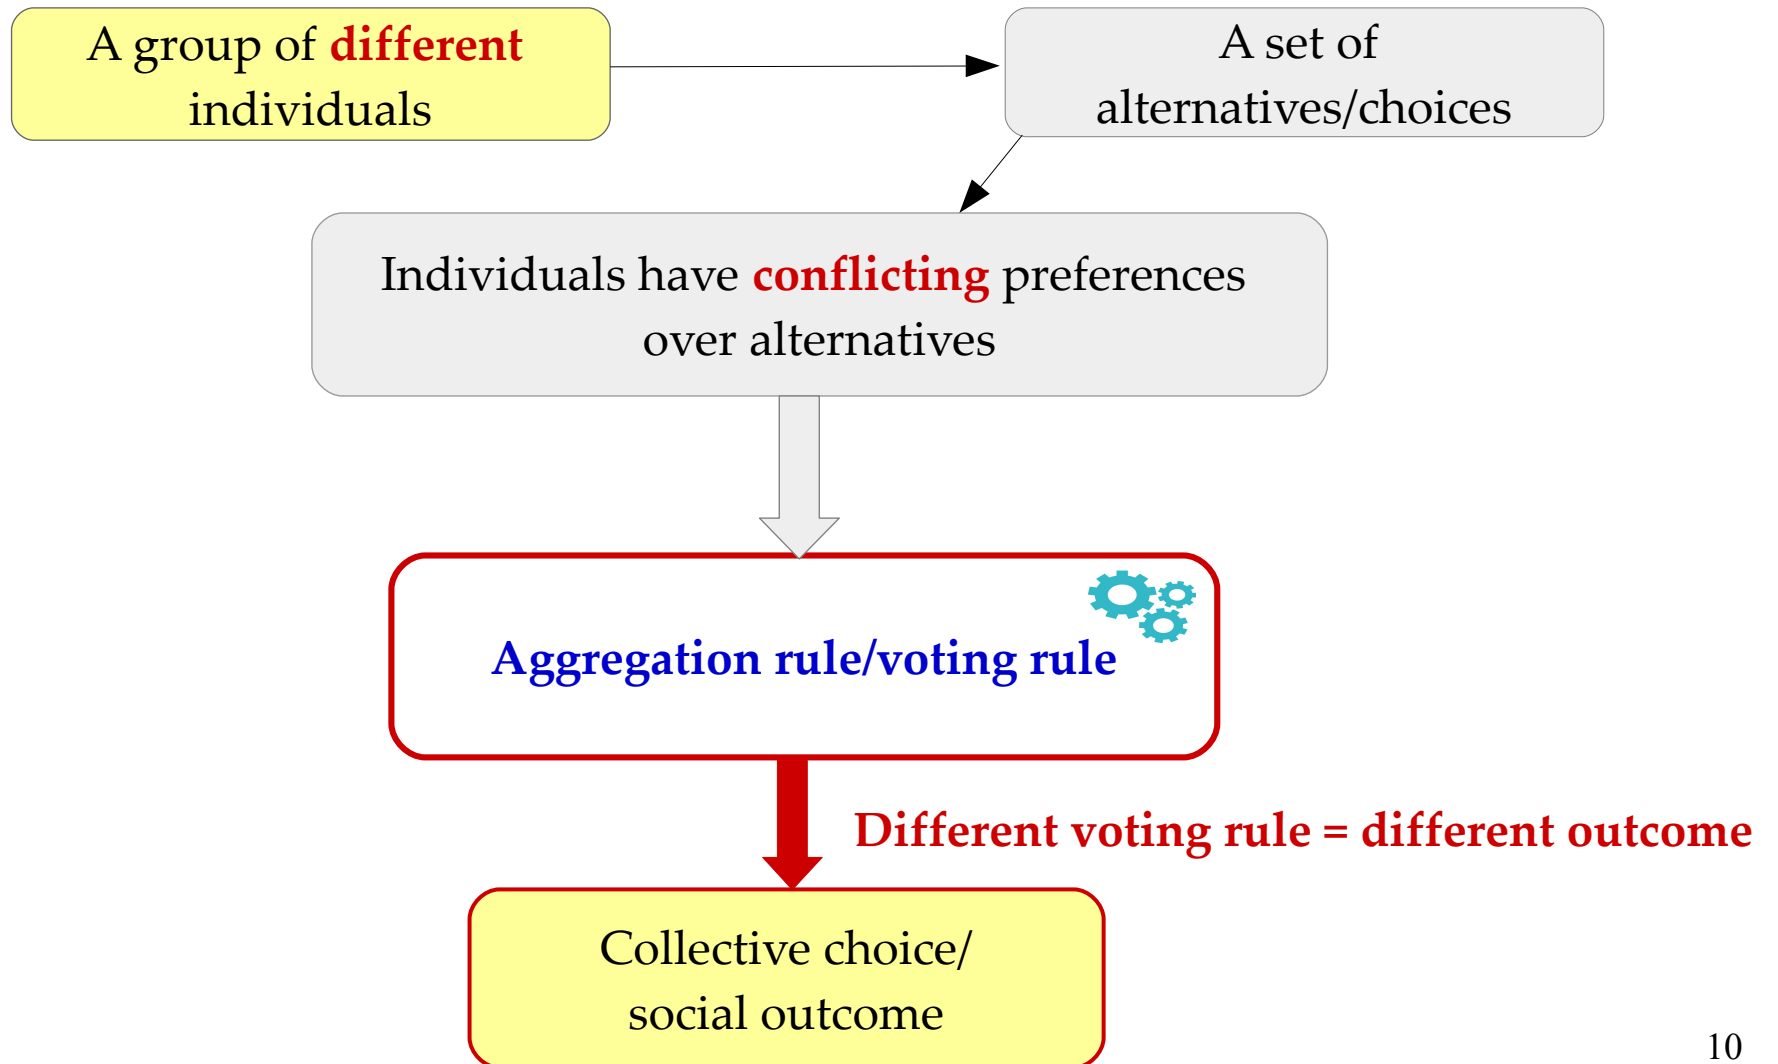 A group of different
individuals
A set of
alternatives/choices
Individuals have conflicting preferences
over alternatives
Aggregation rule/voting rule
Different voting rule = different outcome
Collective choice/
social outcome
10